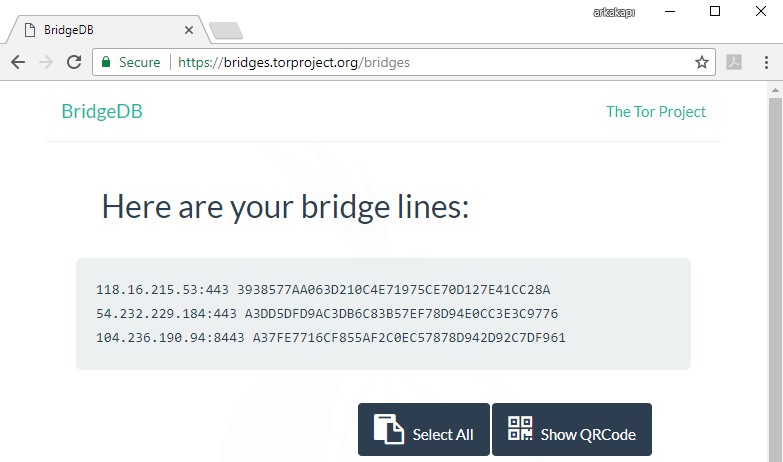 arkakapı
BridgeDB
Secure https://bridges.torproject.org/bridges
BridgeDB
The Tor Project
Here are your bridge lines:
118.16.215.53:443 3938577AA063D210C4E71975CE70D127E41CC28A
54.232.229.184:443 A3DD5DFD9AC3DB6C83B57EF78D94E0CC3E3C9776
104.236.190.94:8443 A37FE7716CF855AF2C0EC57878D942D92C7DF961
Select All
Show QRCode